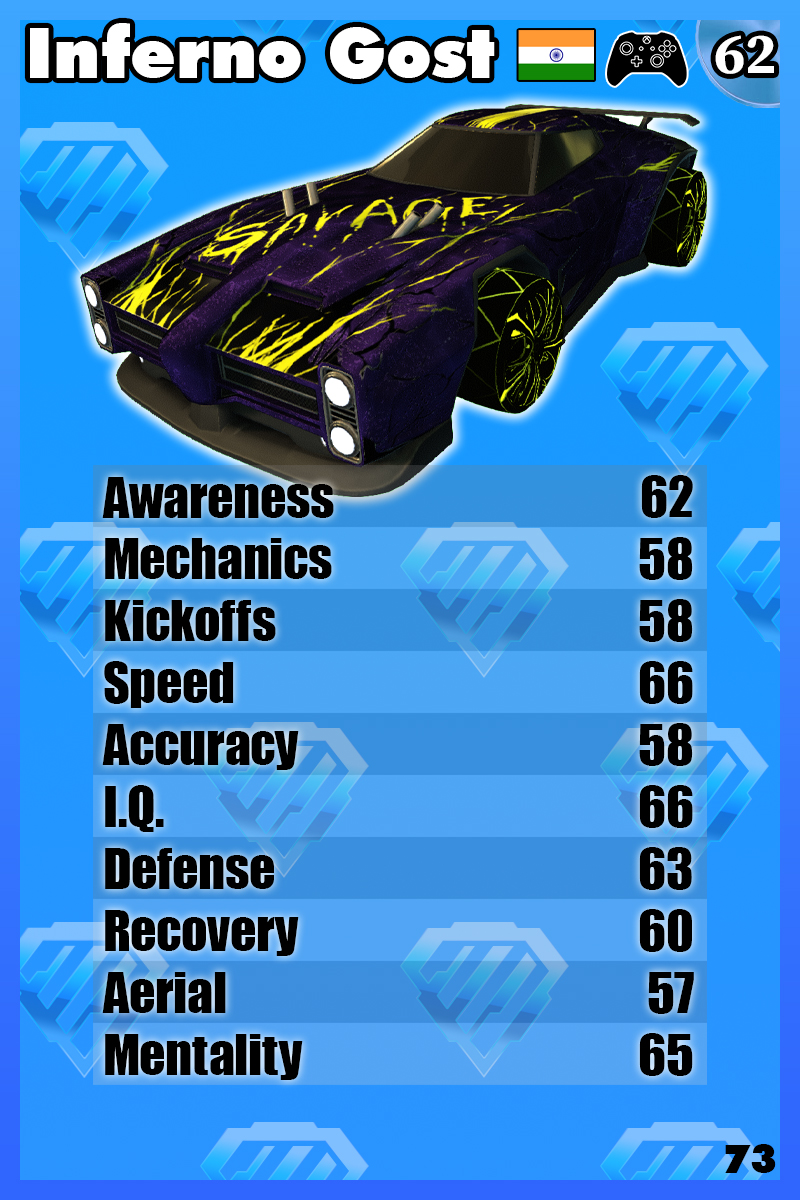 Inferno Gost 62
SAVAGE
Awareness 62
Mechanics 58
Kickoffs 58
Speed 66
Accuracy 58
I.Q. 66
Defense 63
Recovery 60
Aerial 57
Mentality 65
73